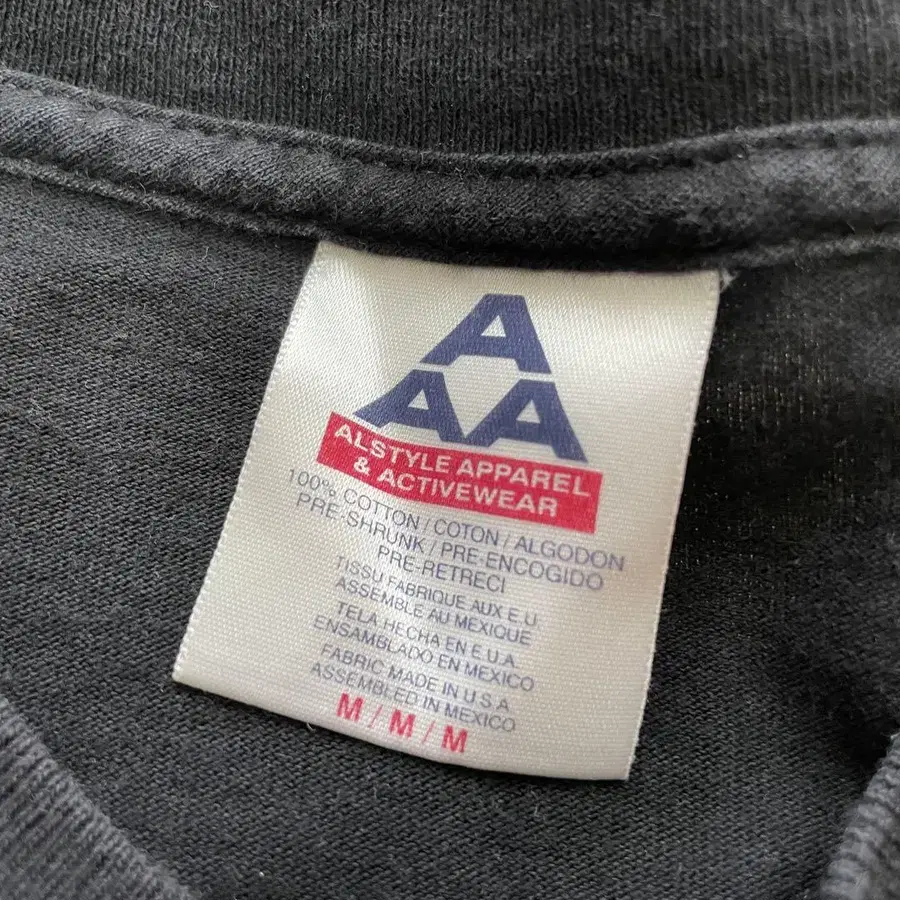 A
AA
ALSTYLE APPAREL
& ACTIVEWEAR
100% COTTON / COTON / ALGODON
PRE-SHRUNK / PRE-ENCOGIDO
PRE-RETRECI
TISSU FABRIQUE AUX E.U
ASSEMBLE AU MEXIQUE
TELA HECHA EN E.U.A.
ENSAMBLADO EN MEXICO
FABRIC MADE IN U.S.A
ASSEMBLED IN MEXICO
M / M / M